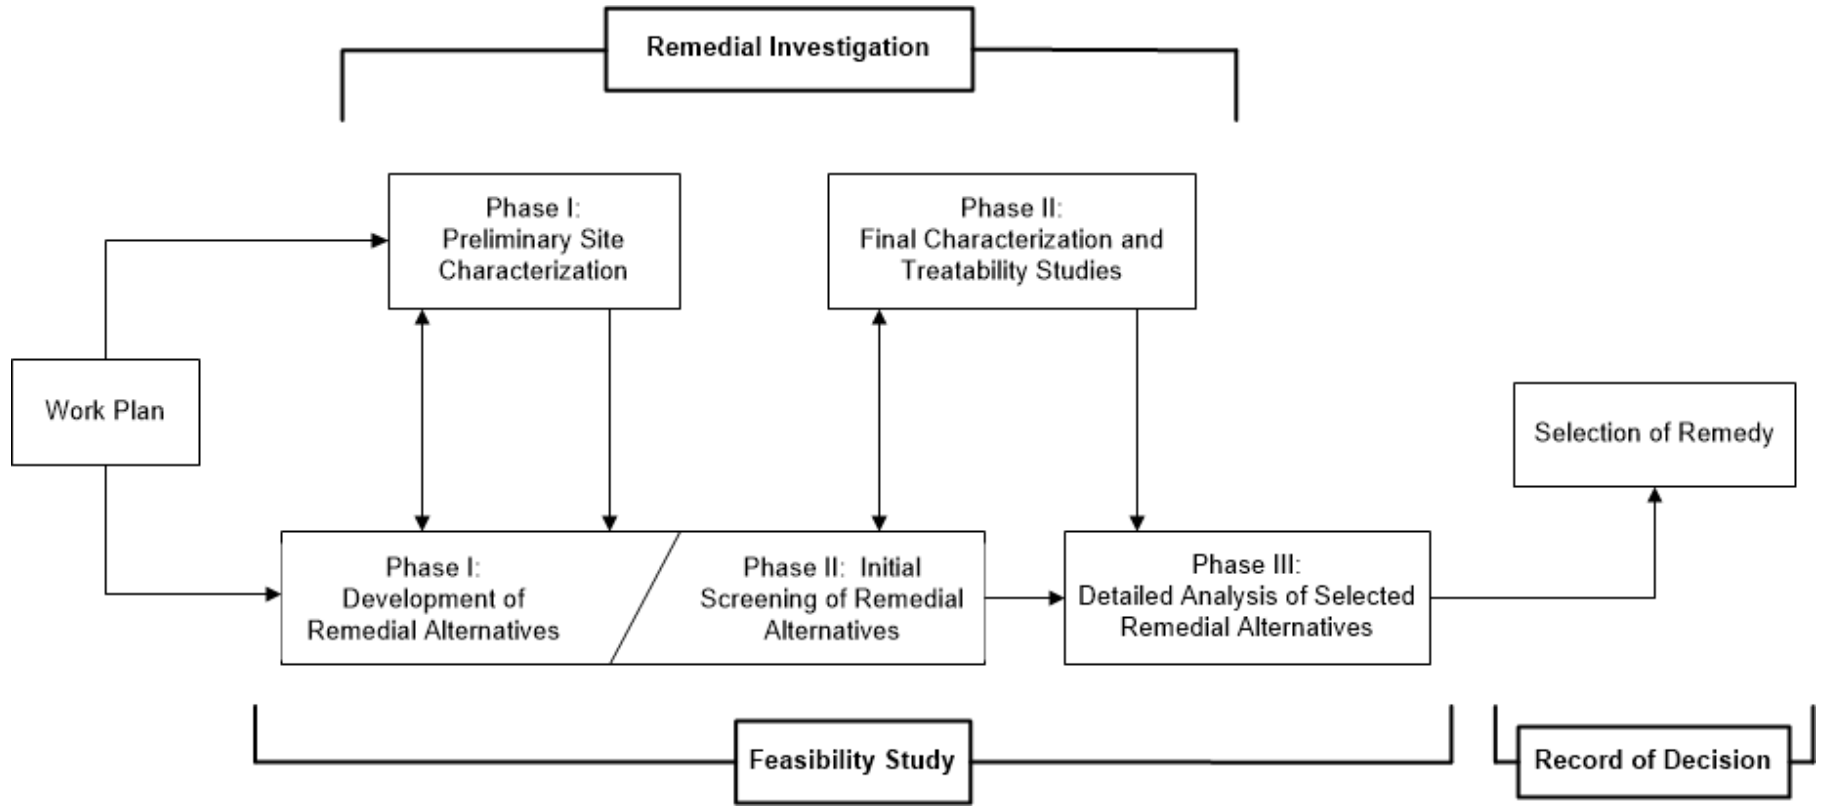 Remedial Investigation
Phase I:
Preliminary Site
Characterization
Phase II:
Final Characterization and
Treatability Studies
Work Plan
Selection of Remedy
Phase I:
Development of
Remedial Alternatives
Phase II:  Initial
Screening of Remedial
Alternatives
Phase III:
Detailed Analysis of Selected
Remedial Alternatives
Feasibility Study
Record of Decision